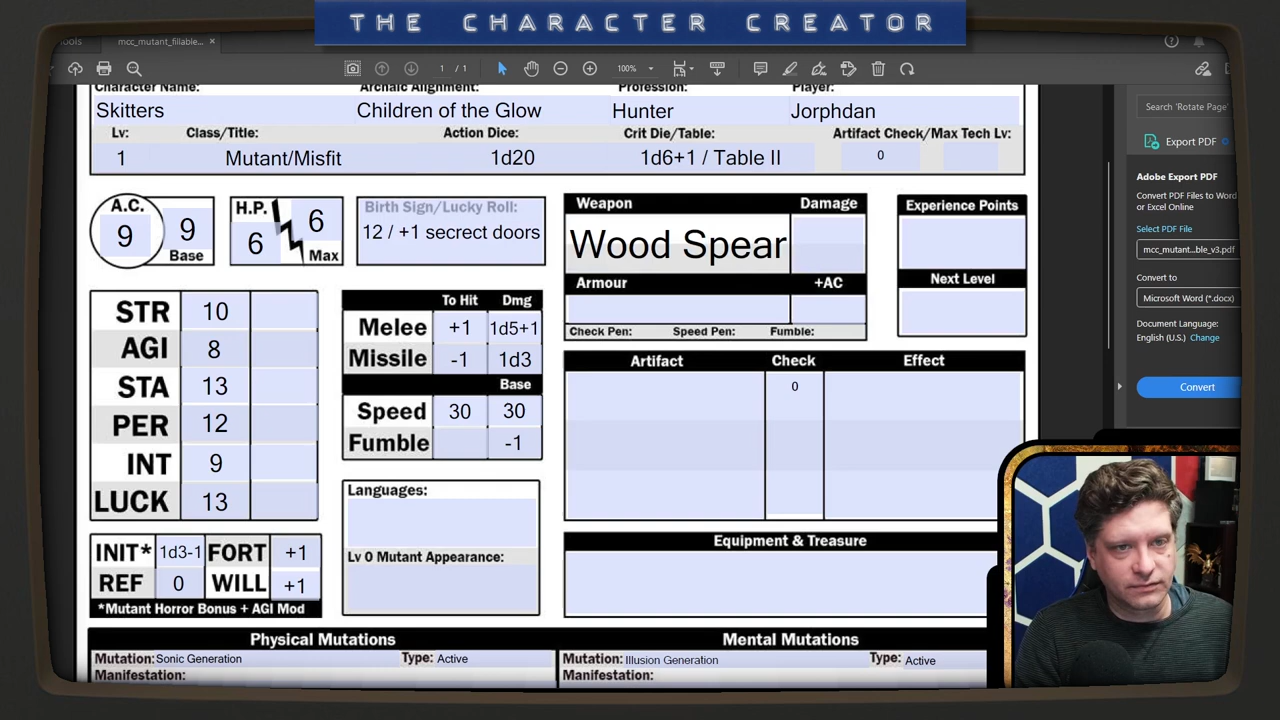 THE CHARACTER CREATOR
ools mcc_mutant_fillable... ×
1 / 1 100%
Character Name: Archaic Alignment: Profession: Player:
Skitters Children of the Glow Hunter Jorphdan
Lv: Class/Title: Action Dice: Crit Die/Table: Artifact Check/Max Tech Lv:
1 Mutant/Misfit 1d20 1d6+1 / Table II 0
A.C. 9 9 Base
H.P. 6 6 Max
Birth Sign/Lucky Roll:
12 / +1 secrect doors
Weapon Damage
Wood Spear
Armour +AC
Check Pen: Speed Pen: Fumble:
Experience Points
Next Level
STR 10
AGI 8
STA 13
PER 12
INT 9
LUCK 13
To Hit Dmg
Melee +1 1d5+1
Missile -1 1d3
Base
Speed 30 30
Fumble -1
Artifact Check Effect
0
Languages:
Lv 0 Mutant Appearance:
INIT* 1d3-1 FORT +1
REF 0 WILL +1
*Mutant Horror Bonus + AGI Mod
Equipment & Treasure
Physical Mutations Mental Mutations
Mutation: Sonic Generation Type: Active Mutation: Illusion Generation Type: Active
Manifestation: Manifestation:
Search 'Rotate Page'
Export PDF
Adobe Export PDF
Convert PDF Files to Word
or Excel Online
Select PDF File
mcc_mutant...ble_v3.pdf
Convert to
Microsoft Word (*.docx)
Document Language:
English (U.S.) Change
Convert